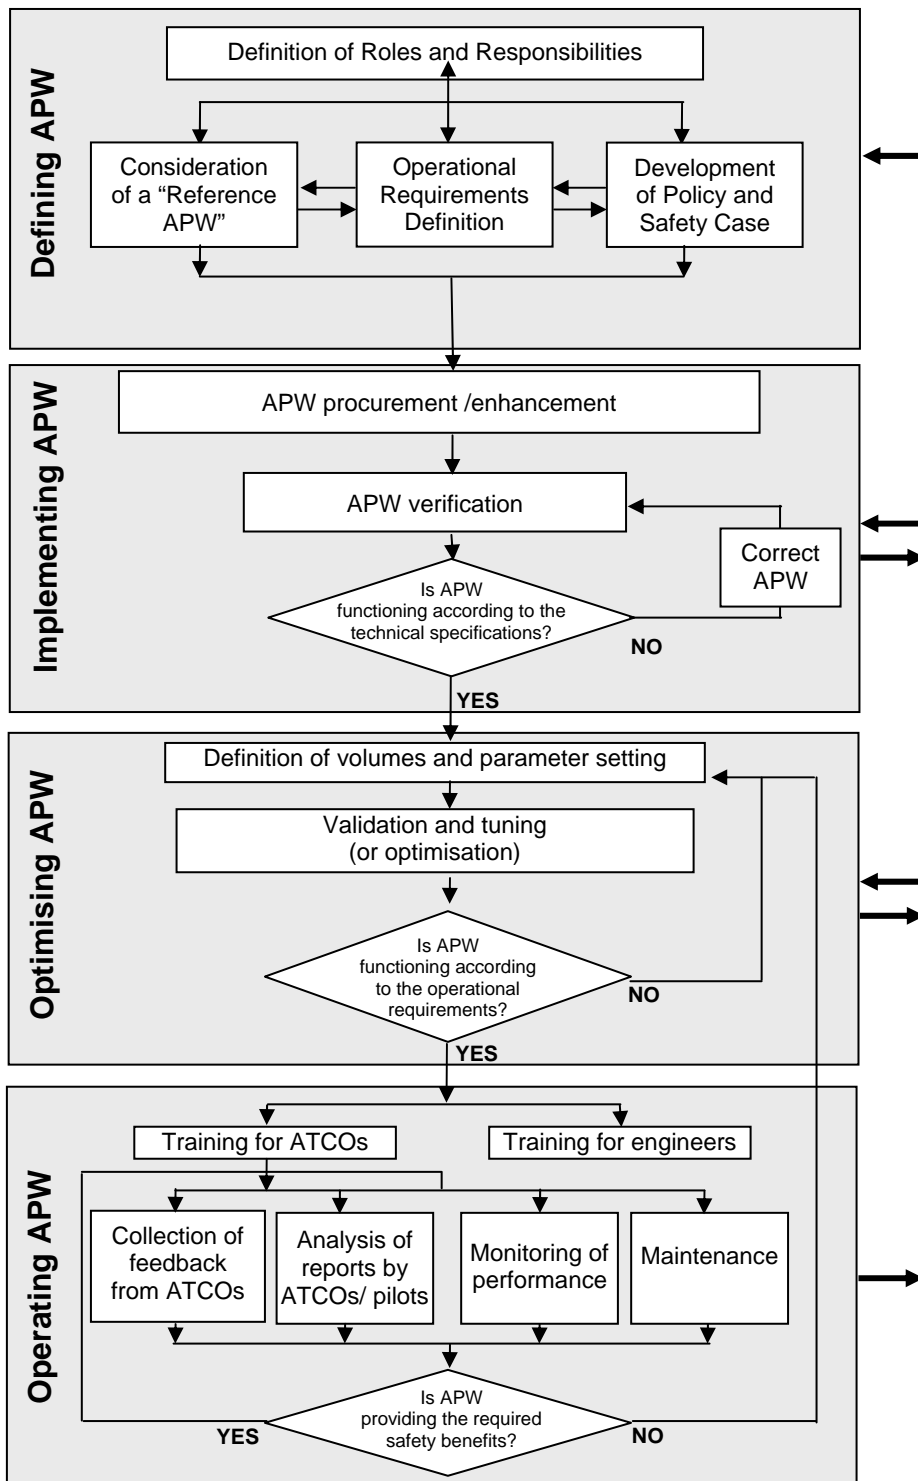 Defining APW
Definition of Roles and Responsibilities
Consideration
of a “Reference
APW”
Operational
Requirements
Definition
Development
of Policy and
Safety Case
Implementing APW
APW procurement /enhancement
APW verification
Correct
APW
Is APW
functioning according to the
technical specifications?
NO
YES
Optimising APW
Definition of volumes and parameter setting
Validation and tuning
(or optimisation)
Is APW
functioning according
to the operational
requirements?
NO
YES
Operating APW
Training for ATCOs
Training for engineers
Collection of
feedback
from ATCOs
Analysis of
reports by
ATCOs/ pilots
Monitoring of
performance
Maintenance
Is APW
providing the required
safety benefits?
YES
NO